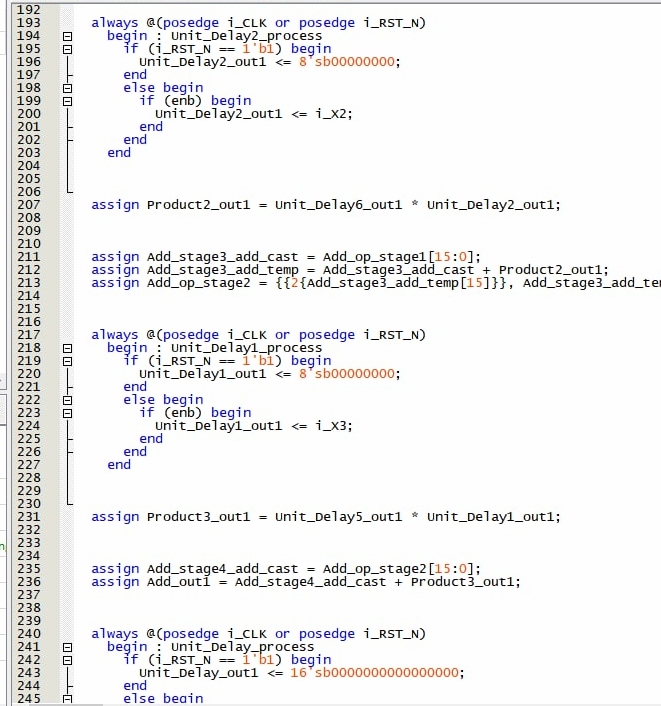 192
193 always @(posedge i_CLK or posedge i_RST_N)
194 begin : Unit_Delay2_process
195 if (i_RST_N == 1'b1) begin
196 Unit_Delay2_out1 <= 8'sb00000000;
197 end
198 else begin
199 if (enb) begin
200 Unit_Delay2_out1 <= i_X2;
201 end
202 end
203 end
204
205
206
207 assign Product2_out1 = Unit_Delay6_out1 * Unit_Delay2_out1;
208
209
210
211 assign Add_stage3_add_cast = Add_op_stage1[15:0];
212 assign Add_stage3_add_temp = Add_stage3_add_cast + Product2_out1;
213 assign Add_op_stage2 = {{2{Add_stage3_add_temp[15]}}, Add_stage3_add_te
214
215
216
217 always @(posedge i_CLK or posedge i_RST_N)
218 begin : Unit_Delay1_process
219 if (i_RST_N == 1'b1) begin
220 Unit_Delay1_out1 <= 8'sb00000000;
221 end
222 else begin
223 if (enb) begin
224 Unit_Delay1_out1 <= i_X3;
225 end
226 end
227 end
228
229
230
231 assign Product3_out1 = Unit_Delay5_out1 * Unit_Delay1_out1;
232
233
234
235 assign Add_stage4_add_cast = Add_op_stage2[15:0];
236 assign Add_out1 = Add_stage4_add_cast + Product3_out1;
237
238
239
240 always @(posedge i_CLK or posedge i_RST_N)
241 begin : Unit_Delay_process
242 if (i_RST_N == 1'b1) begin
243 Unit_Delay_out1 <= 16'sb0000000000000000;
244 end
245 else begin